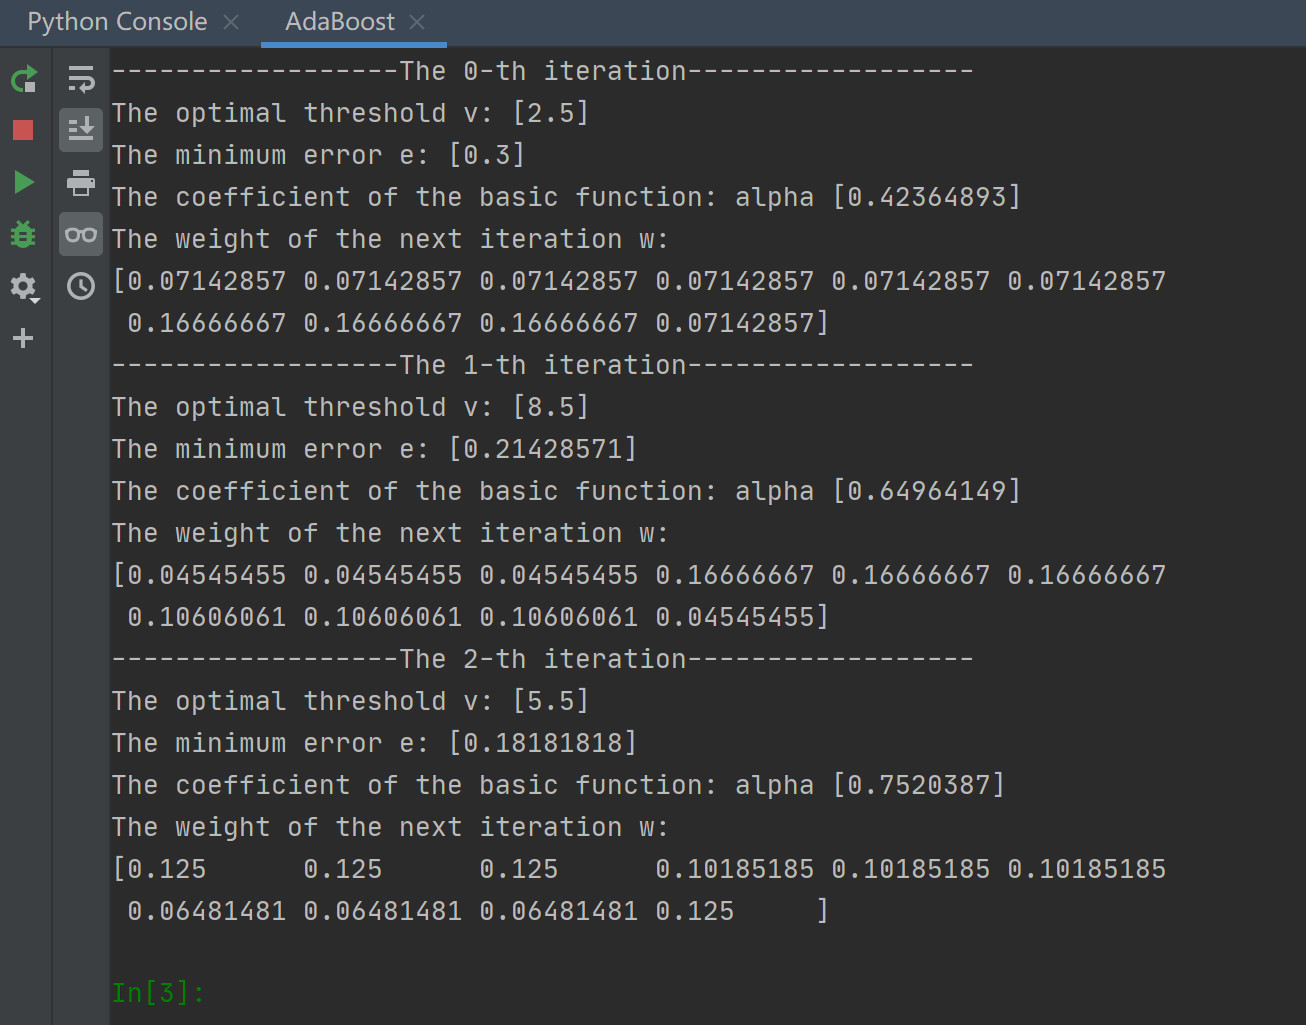 Python Console AdaBoost
------------------The 0-th iteration------------------
The optimal threshold v: [2.5]
The minimum error e: [0.3]
The coefficient of the basic function: alpha [0.42364893]
The weight of the next iteration w:
[0.07142857 0.07142857 0.07142857 0.07142857 0.07142857 0.07142857
 0.16666667 0.16666667 0.16666667 0.07142857]
------------------The 1-th iteration------------------
The optimal threshold v: [8.5]
The minimum error e: [0.21428571]
The coefficient of the basic function: alpha [0.64964149]
The weight of the next iteration w:
[0.04545455 0.04545455 0.04545455 0.16666667 0.16666667 0.16666667
 0.10606061 0.10606061 0.10606061 0.04545455]
------------------The 2-th iteration------------------
The optimal threshold v: [5.5]
The minimum error e: [0.18181818]
The coefficient of the basic function: alpha [0.7520387]
The weight of the next iteration w:
[0.125      0.125      0.125      0.10185185 0.10185185 0.10185185
 0.06481481 0.06481481 0.06481481 0.125     ]
In[3]: